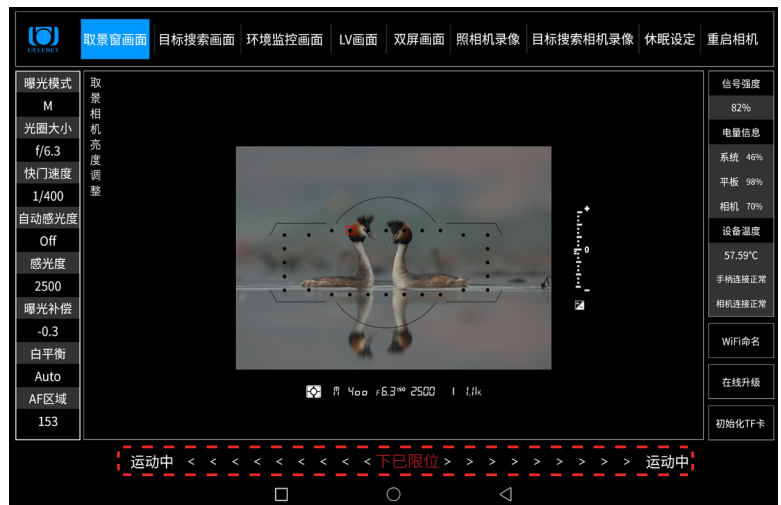 UELERET
取景窗画面 目标搜索画面 环境监控画面 LV画面 双屏画面 照相机录像 目标搜索相机录像 休眠设定 重启相机
曝光模式
M
光圈大小
f/6.3
快门速度
1/400
自动感光度
Off
感光度
2500
曝光补偿
-0.3
白平衡
Auto
AF区域
153
取景相机亮度调整
+
0
-
M 400 F6.3 ISO 2500 [ 1.1]K
信号强度
82%
电量信息
系统 46%
平板 98%
相机 70%
设备温度
57.59°C
手柄连接正常
相机连接正常
WiFi命名
在线升级
初始化TF卡
运动中 < < < < < < < < < 下已限位 > > > > > > > > > 运动中